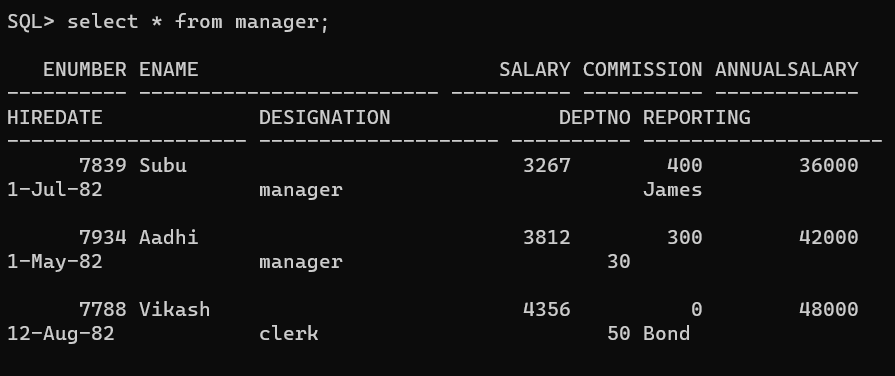 SQL> select * from manager;
   ENUMBER ENAME                         SALARY COMMISSION ANNUALSALARY
---------- ------------------------- ---------- ---------- ------------
HIREDATE             DESIGNATION              DEPTNO REPORTING
-------------------- -------------------- ---------- --------------------
      7839 Subu                            3267        400        36000
1-Jul-82             manager                         James
      7934 Aadhi                           3812        300        42000
1-May-82             manager                      30
      7788 Vikash                          4356          0        48000
12-Aug-82            clerk                        50 Bond